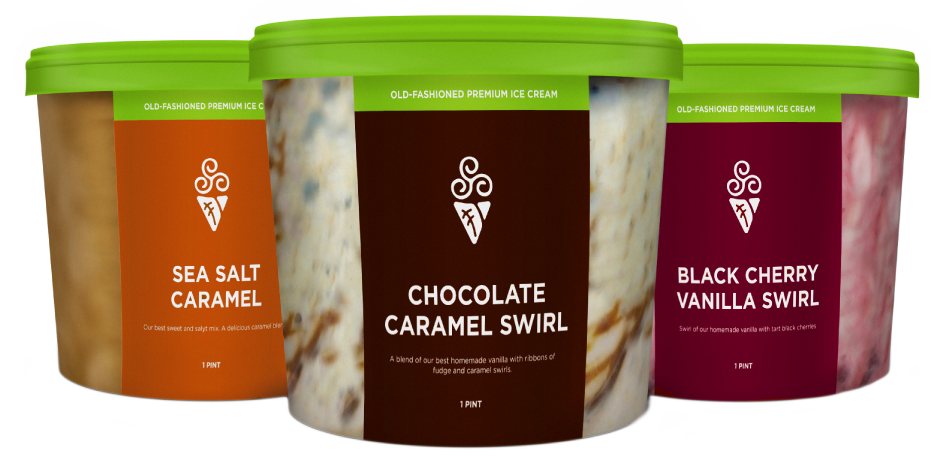 OLD-FASHIONED PREMIUM ICE C
SEA SALT
CARAMEL
Our best sweet and salyt mix. A delicious caramel
1 PINT
OLD-FASHIONED PREMIUM ICE CREAM
CHOCOLATE
CARAMEL SWIRL
A blend of our best homemade vanilla with ribbons of
fudge and caramel swirls.
1 PINT
OLD-FASHIONED PREMIUM ICE CREAM
BLACK CHERRY
VANILLA SWIRL
Swirl of our homemade vanilla with tart black cherries
1 PINT